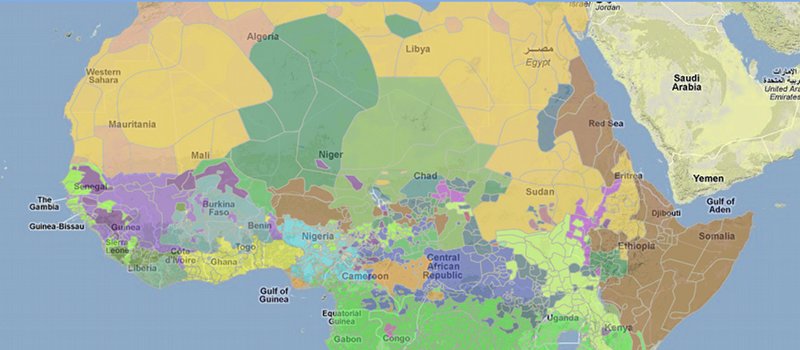 Israel
Jordan
Algeria
Libya
مصر
Egypt
Western
Sahara
Saudi
Arabia
الإمارات
العربية المتحدة
United Arab
Emirates
Mauritania
Mali
Niger
Chad
Red Sea
Sudan
Eritrea
Yemen
Gulf of
Aden
Djibouti
Senegal
The
Gambia
Guinea-Bissau
Guinea
Sierra
Leone
Liberia
Burkina
Faso
Côte
d'Ivoire
Ghana
Togo
Benin
Nigeria
Cameroon
Central
African
Republic
Ethiopia
Somalia
Gulf of
Guinea
Equatorial
Guinea
Gabon
Congo
Uganda
Kenya